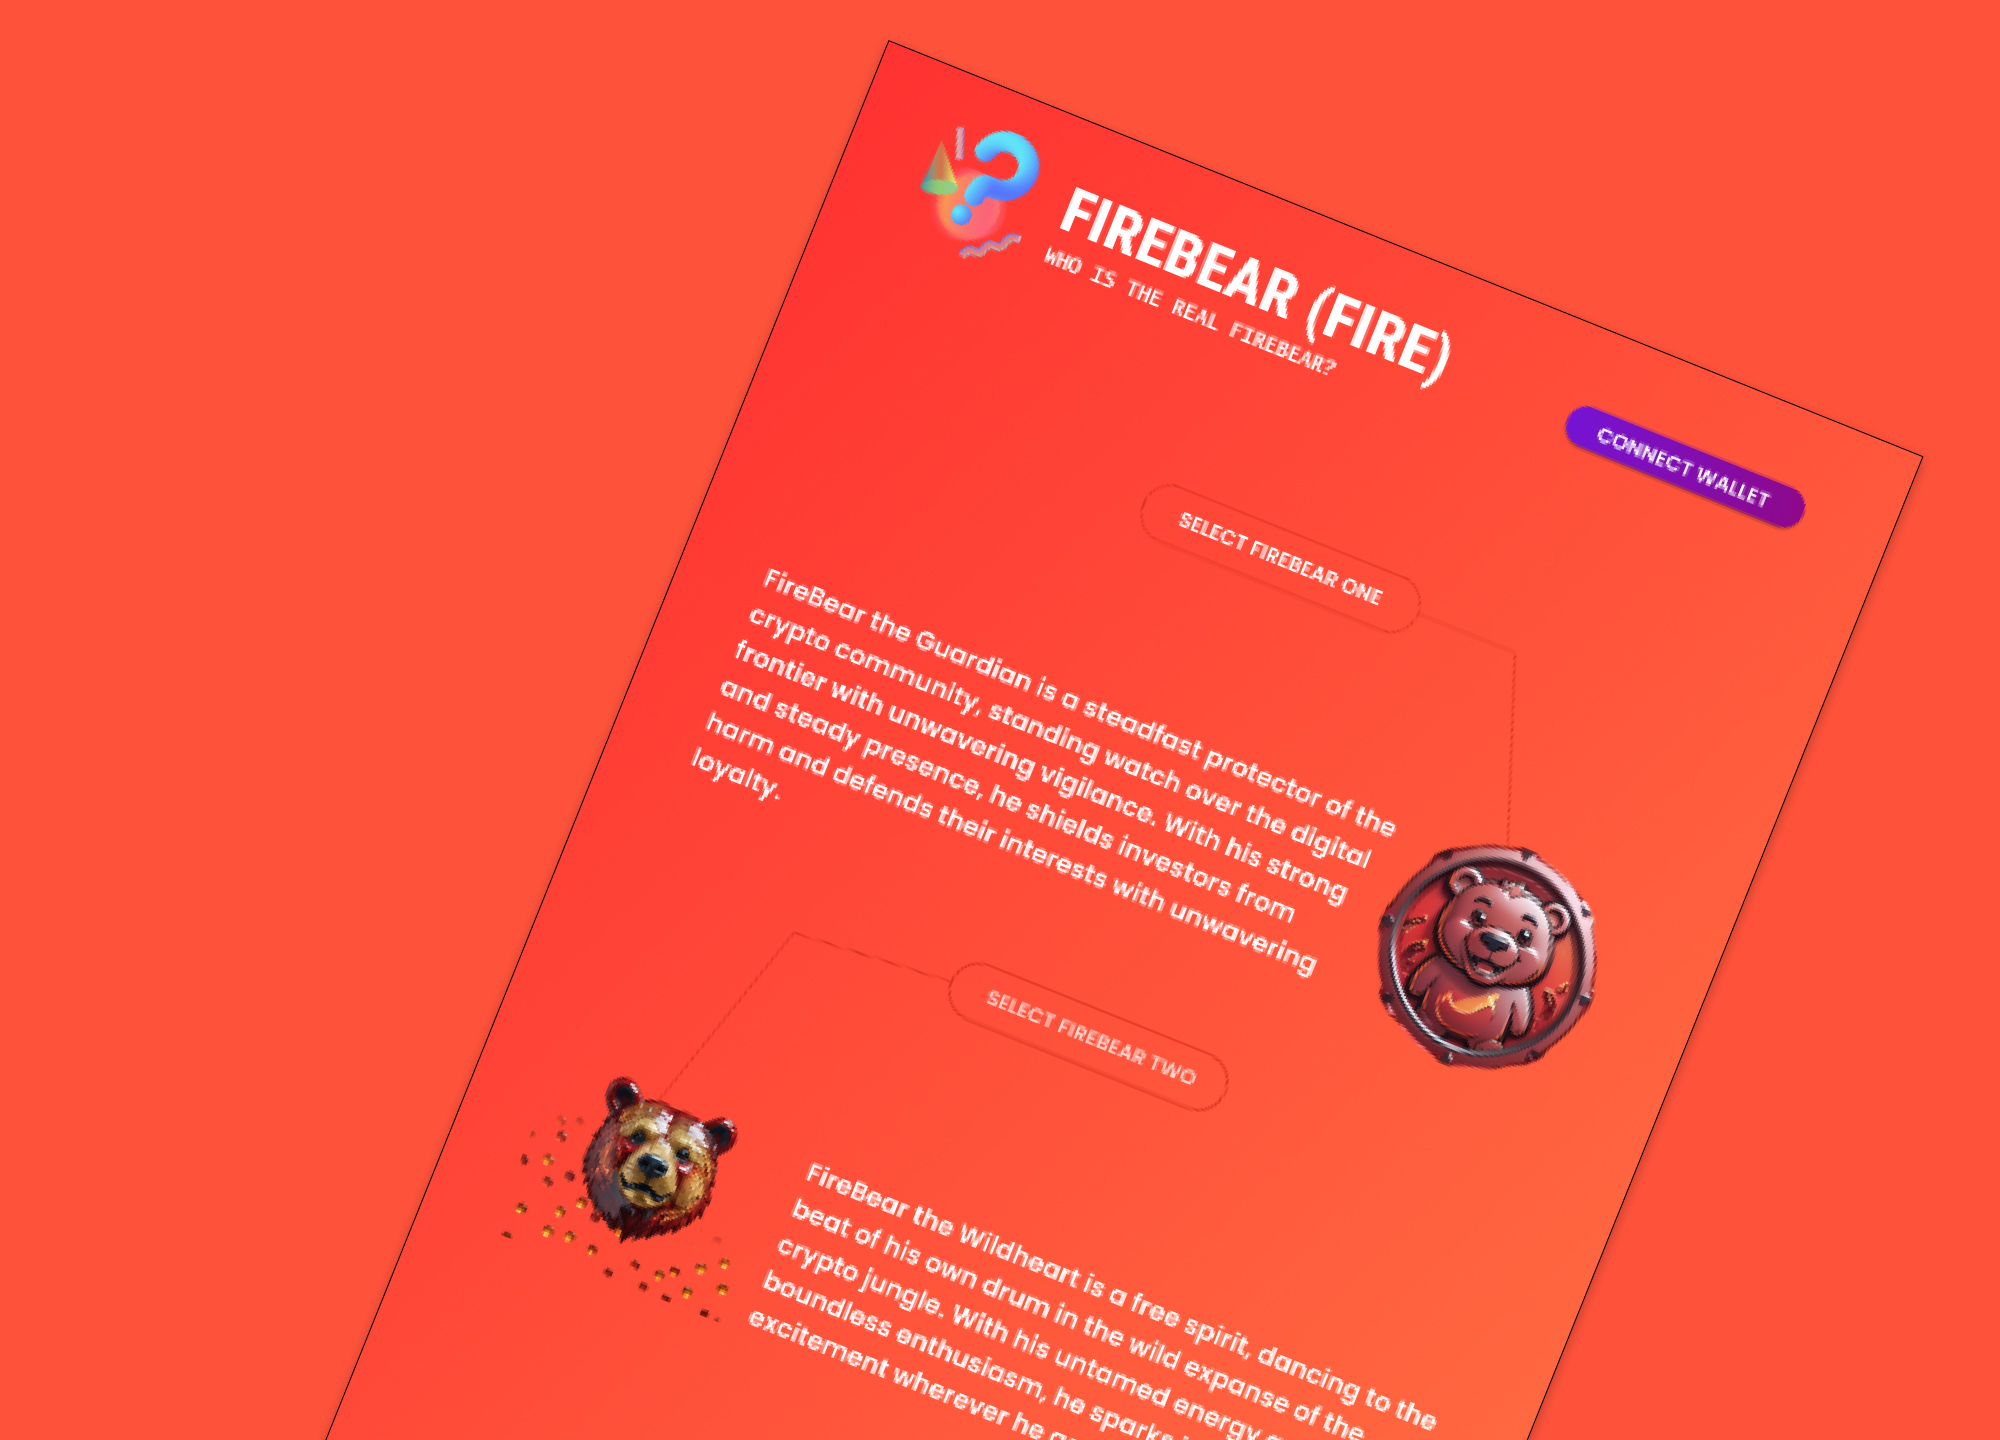 FIREBEAR (FIRE)
WHO IS THE REAL FIREBEAR?
CONNECT WALLET
SELECT FIREBEAR ONE
FireBear the Guardian is a steadfast protector of the
crypto community, standing watch over the digital
frontier with unwavering vigilance. With his strong
and steady presence, he shields investors from
harm and defends their interests with unwavering
loyalty.
SELECT FIREBEAR TWO
FireBear the Wildheart is a free spirit, dancing to the
beat of his own drum in the wild expanse of the
crypto jungle. With his untamed energy
boundless enthusiasm, he sparks
excitement wherever he